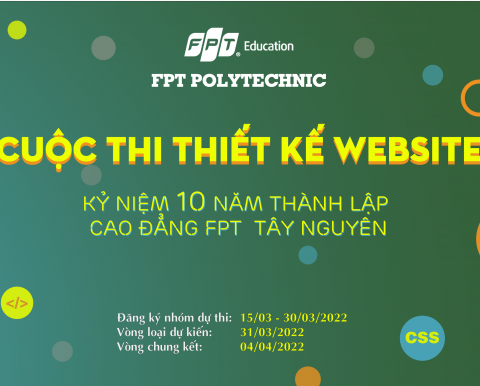 FPT Education
FPT POLYTECHNIC
CUỘC THI THIẾT KẾ WEBSITE
KỶ NIỆM 10 NĂM THÀNH LẬP
CAO ĐẲNG FPT TÂY NGUYÊN
</>
Đăng ký nhóm dự thi: 15/03 - 30/03/2022
Vòng loại dự kiến: 31/03/2022
Vòng chung kết: 04/04/2022
CSS